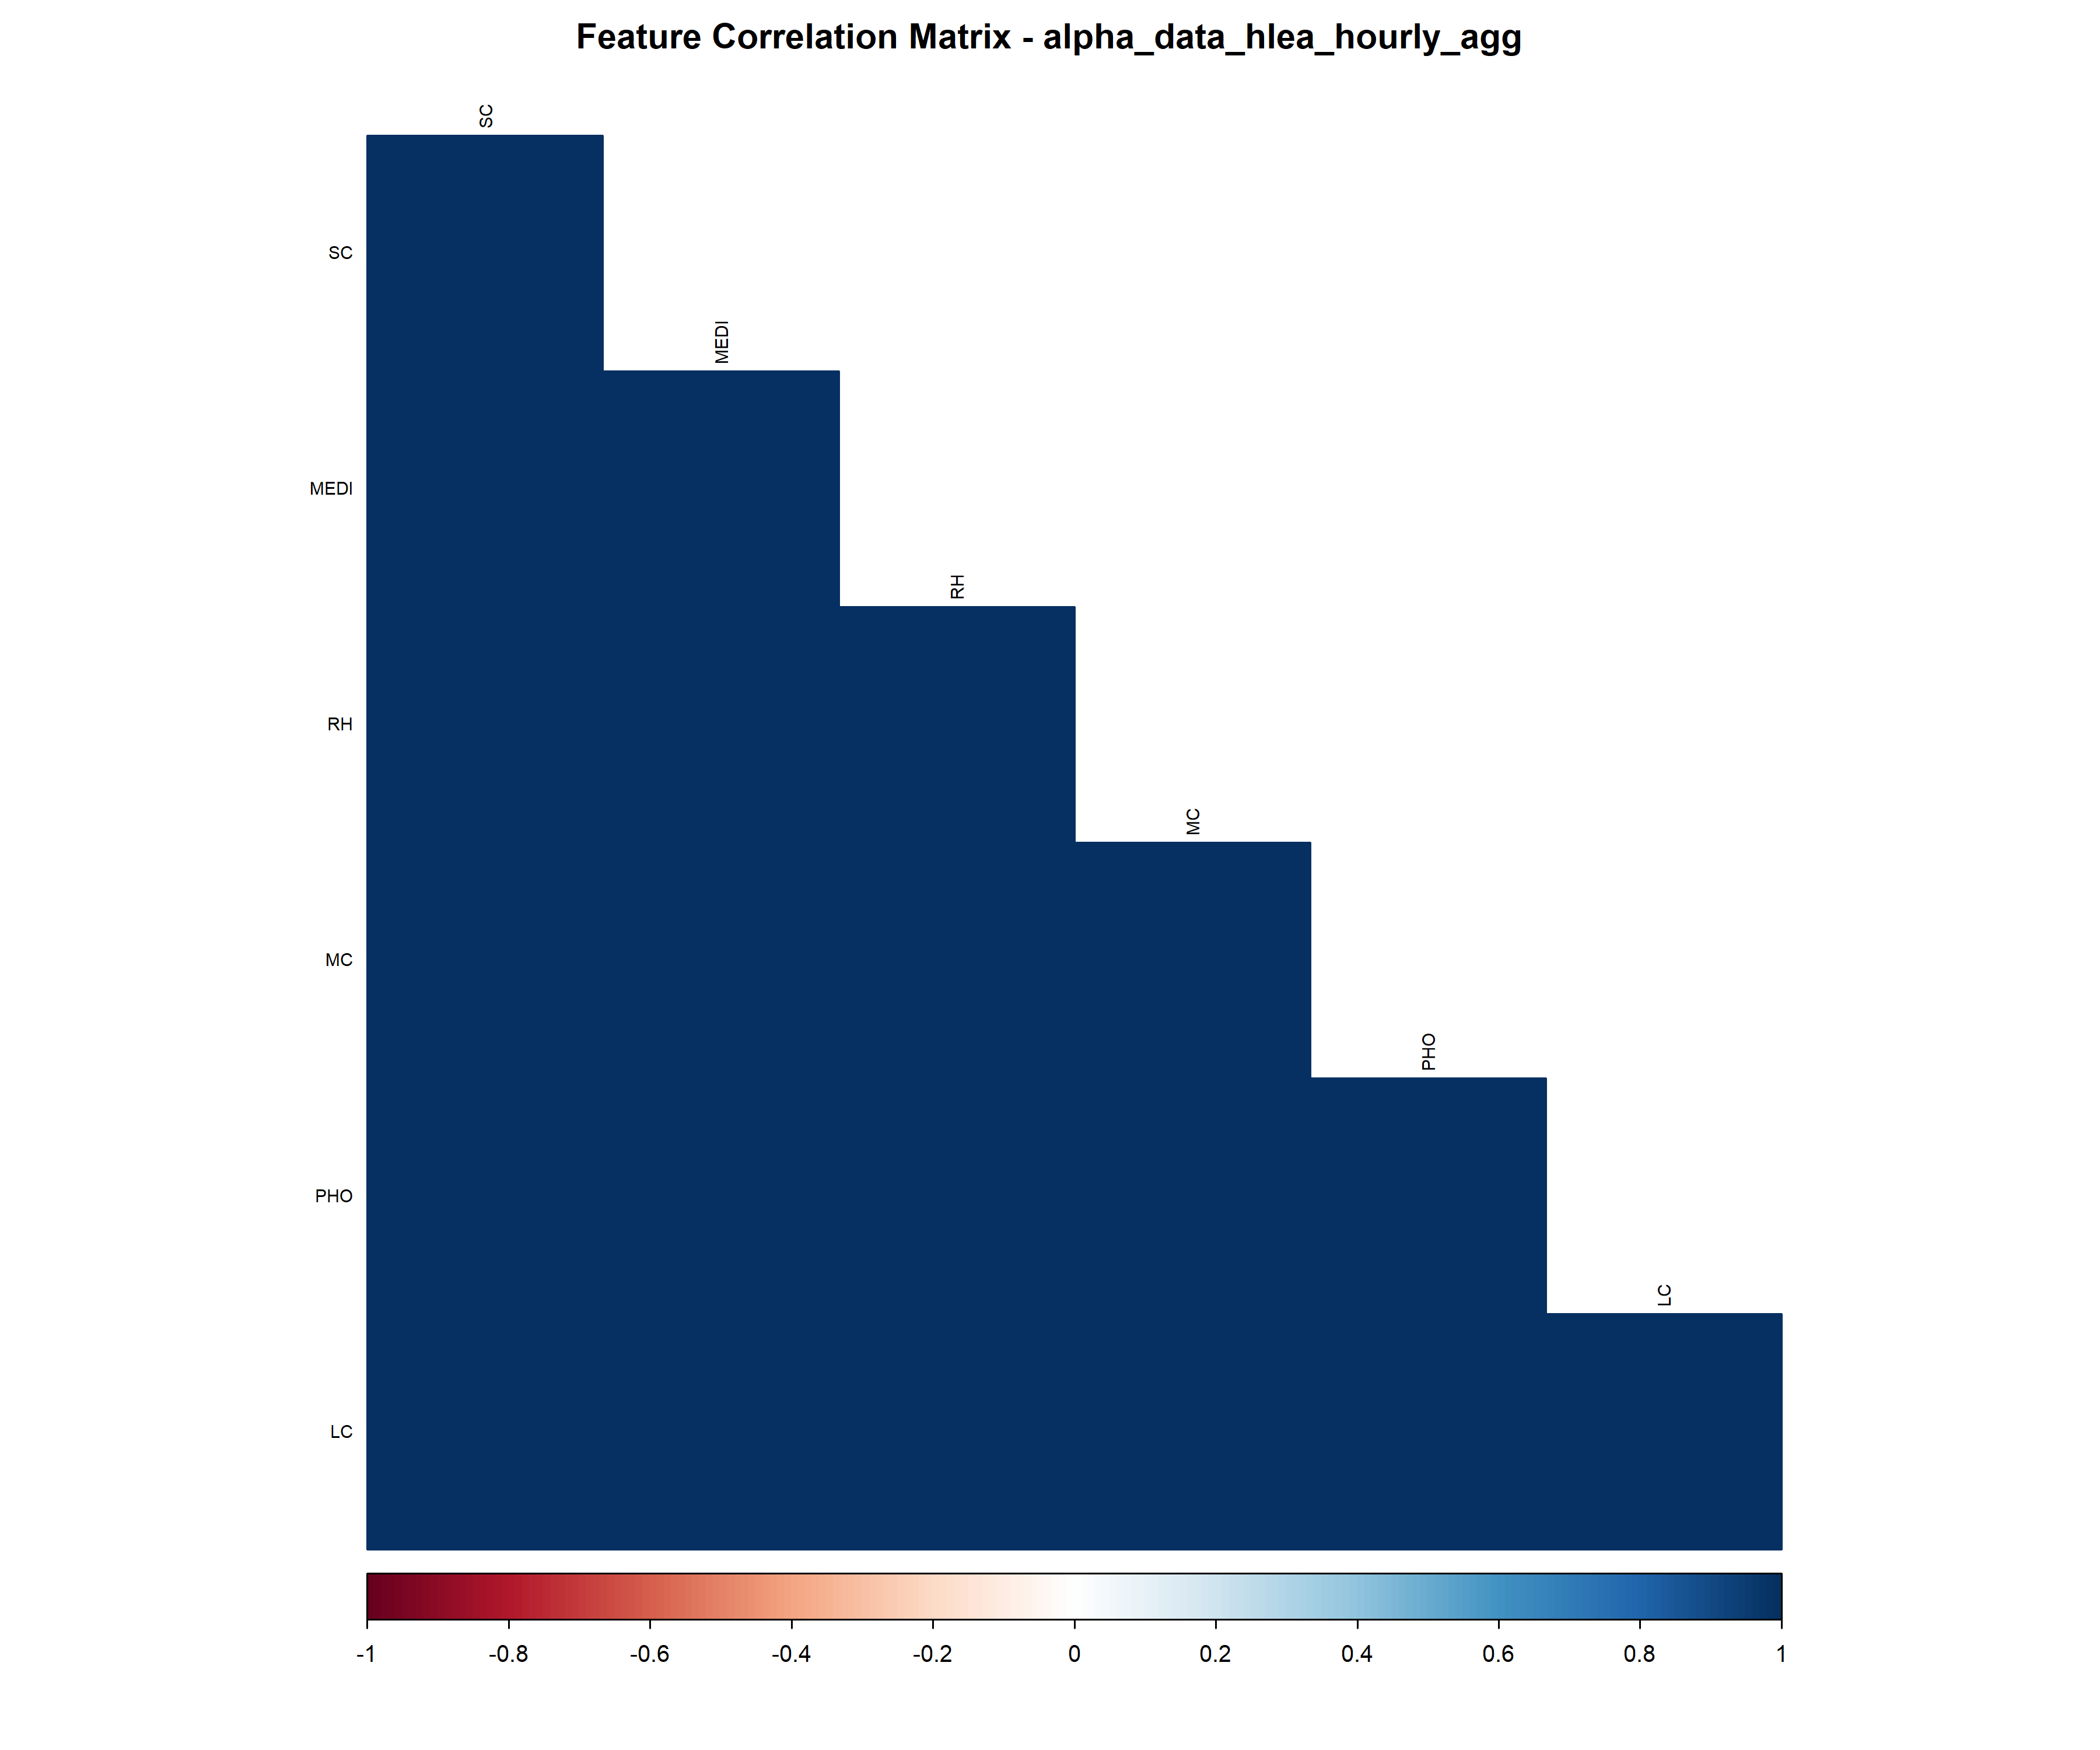 Feature Correlation Matrix - alpha_data_hlea_hourly_agg
SC
SC
MEDI
MEDI
RH
RH
MC
MC
PHO
PHO
LC
LC
-1 -0.8 -0.6 -0.4 -0.2 0 0.2 0.4 0.6 0.8 1